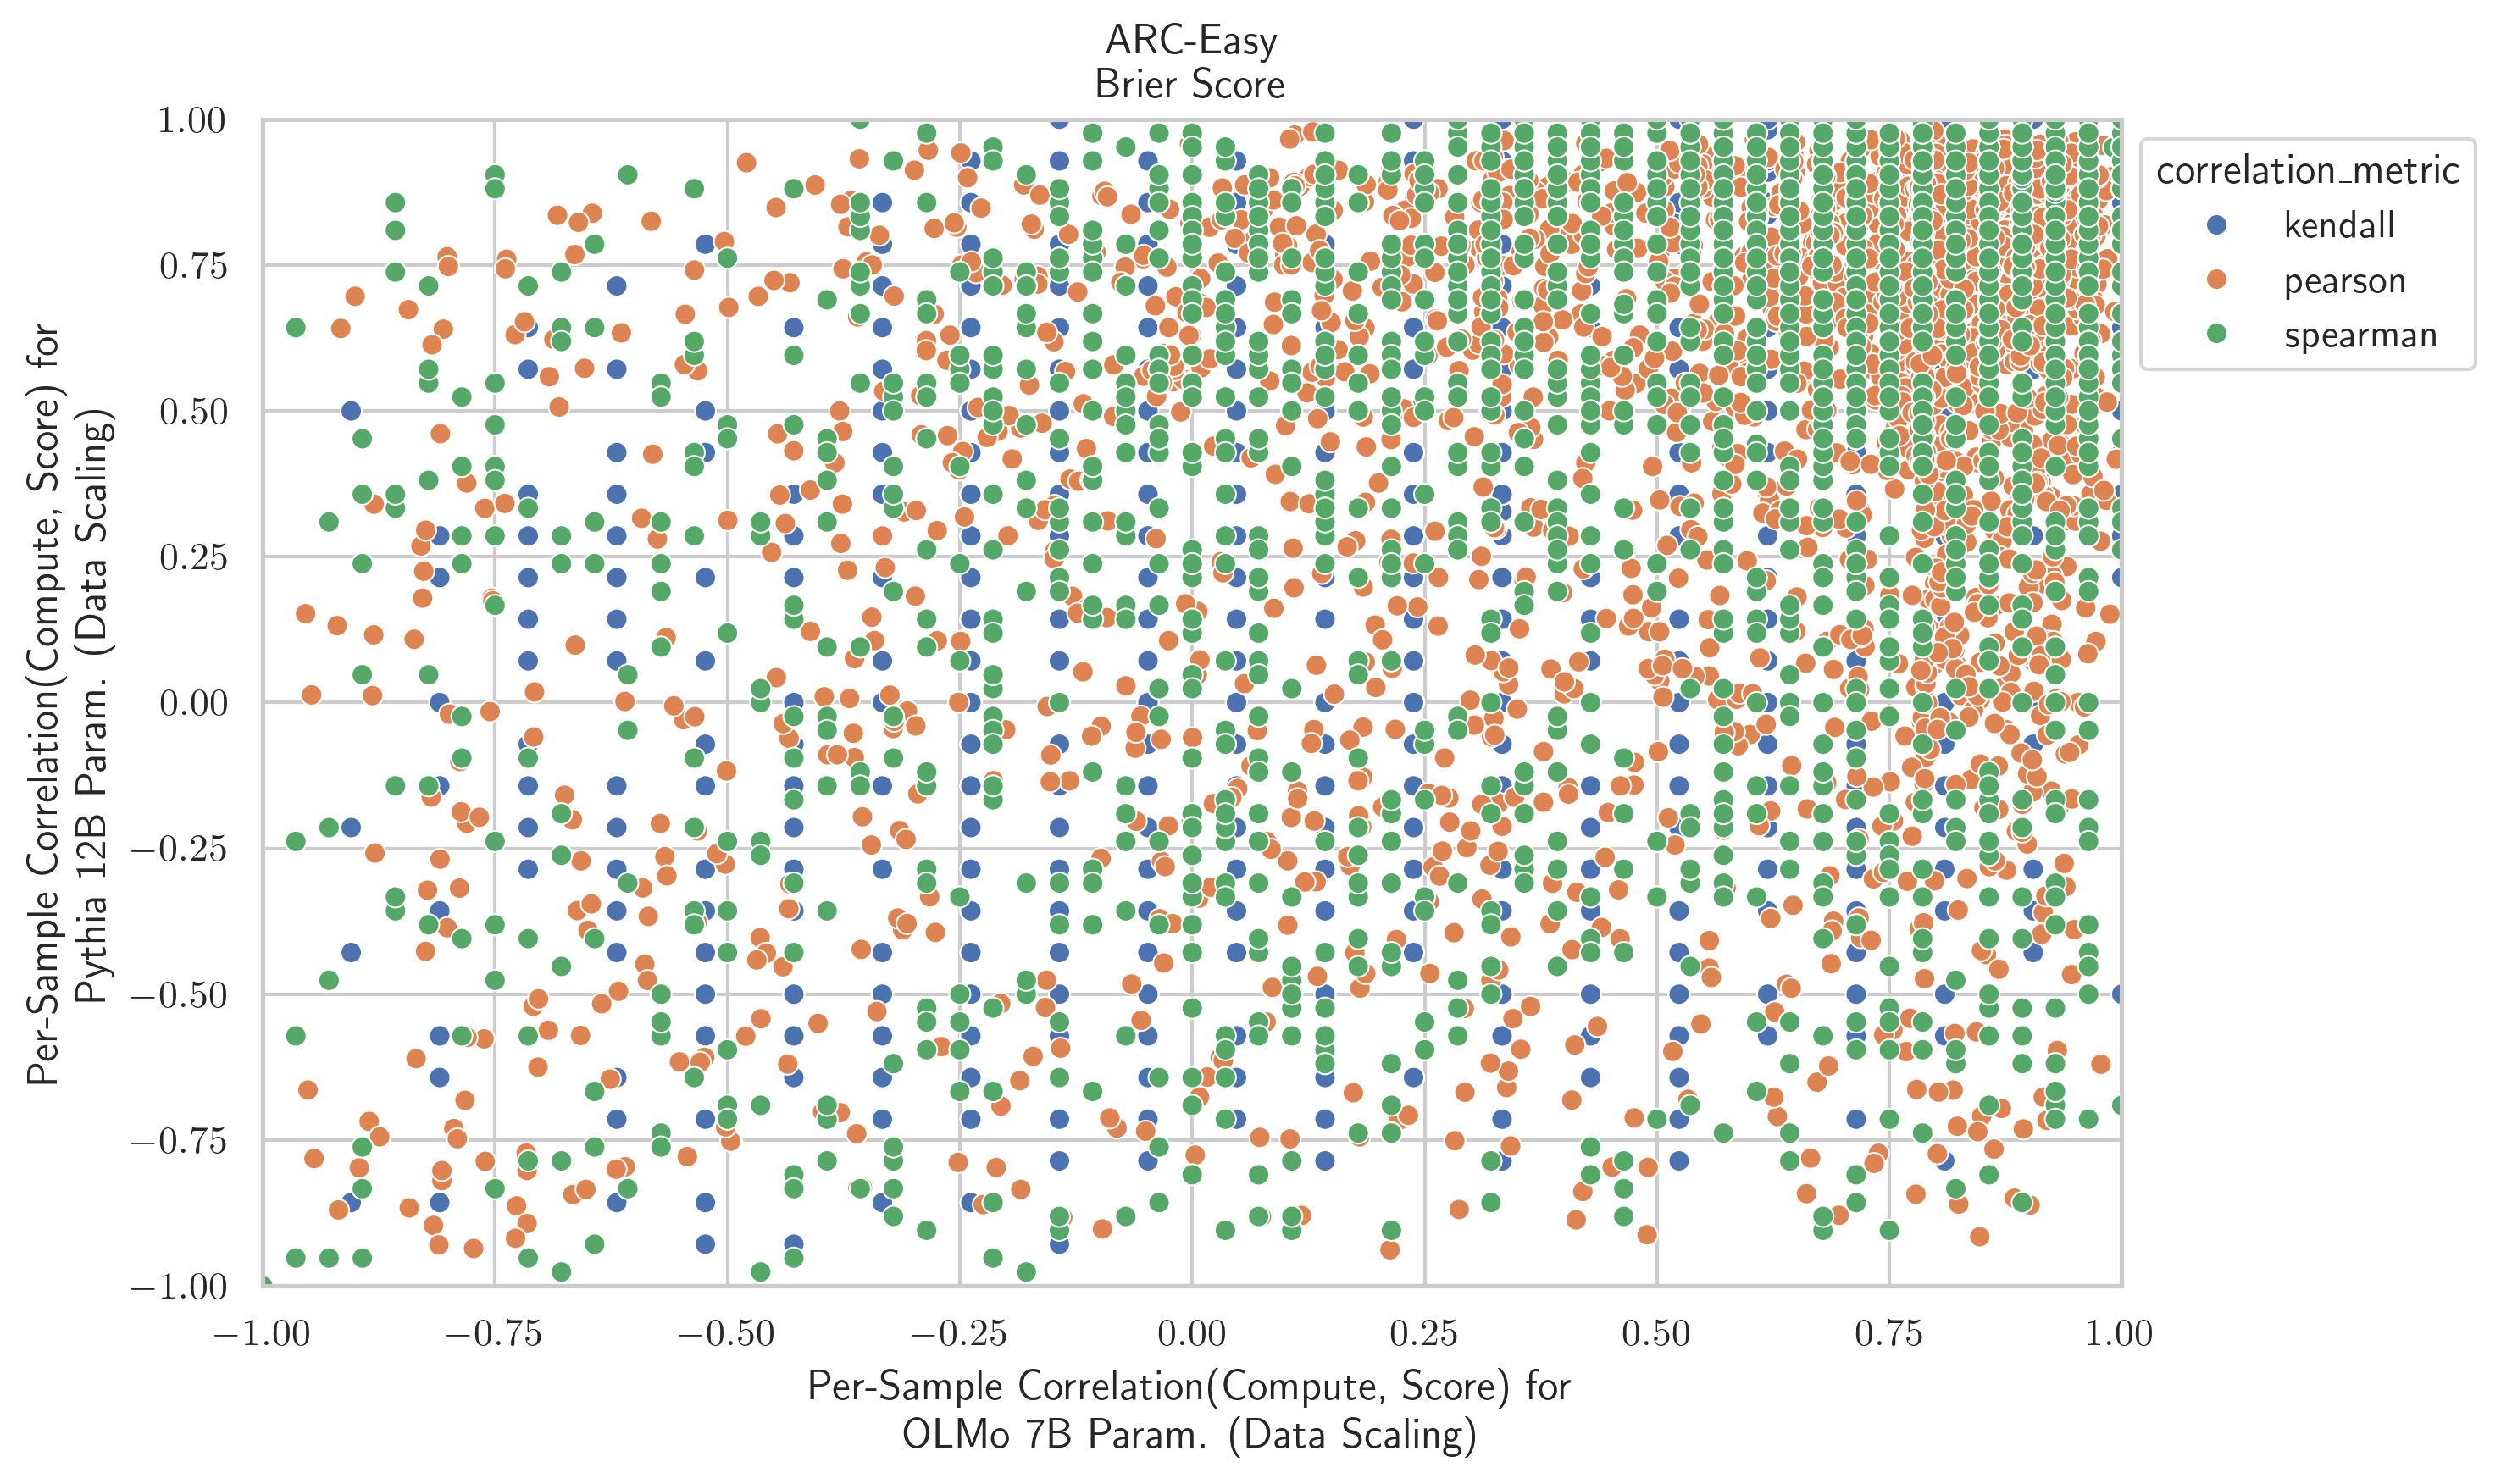 ARC-Easy
Brier Score
Per-Sample Correlation(Compute, Score) for
Pythia 12B Param. (Data Scaling)
1.00
0.75
0.50
0.25
0.00
−0.25
−0.50
−0.75
−1.00
−1.00 −0.75 −0.50 −0.25 0.00 0.25 0.50 0.75 1.00
Per-Sample Correlation(Compute, Score) for
OLMo 7B Param. (Data Scaling)
correlation_metric
kendall
pearson
spearman